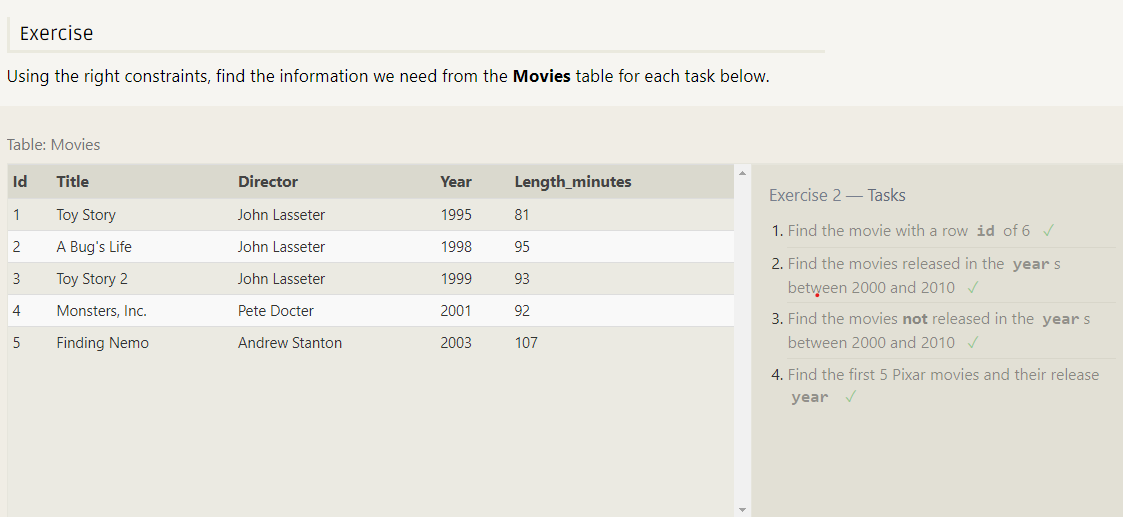 Exercise
Using the right constraints, find the information we need from the Movies table for each task below.
Table: Movies
Id Title Director Year Length_minutes
1 Toy Story John Lasseter 1995 81
2 A Bug's Life John Lasseter 1998 95
3 Toy Story 2 John Lasseter 1999 93
4 Monsters, Inc. Pete Docter 2001 92
5 Finding Nemo Andrew Stanton 2003 107
Exercise 2 — Tasks
1. Find the movie with a row id of 6 ✓
2. Find the movies released in the year s
between 2000 and 2010 ✓
3. Find the movies not released in the year s
between 2000 and 2010 ✓
4. Find the first 5 Pixar movies and their release
year ✓